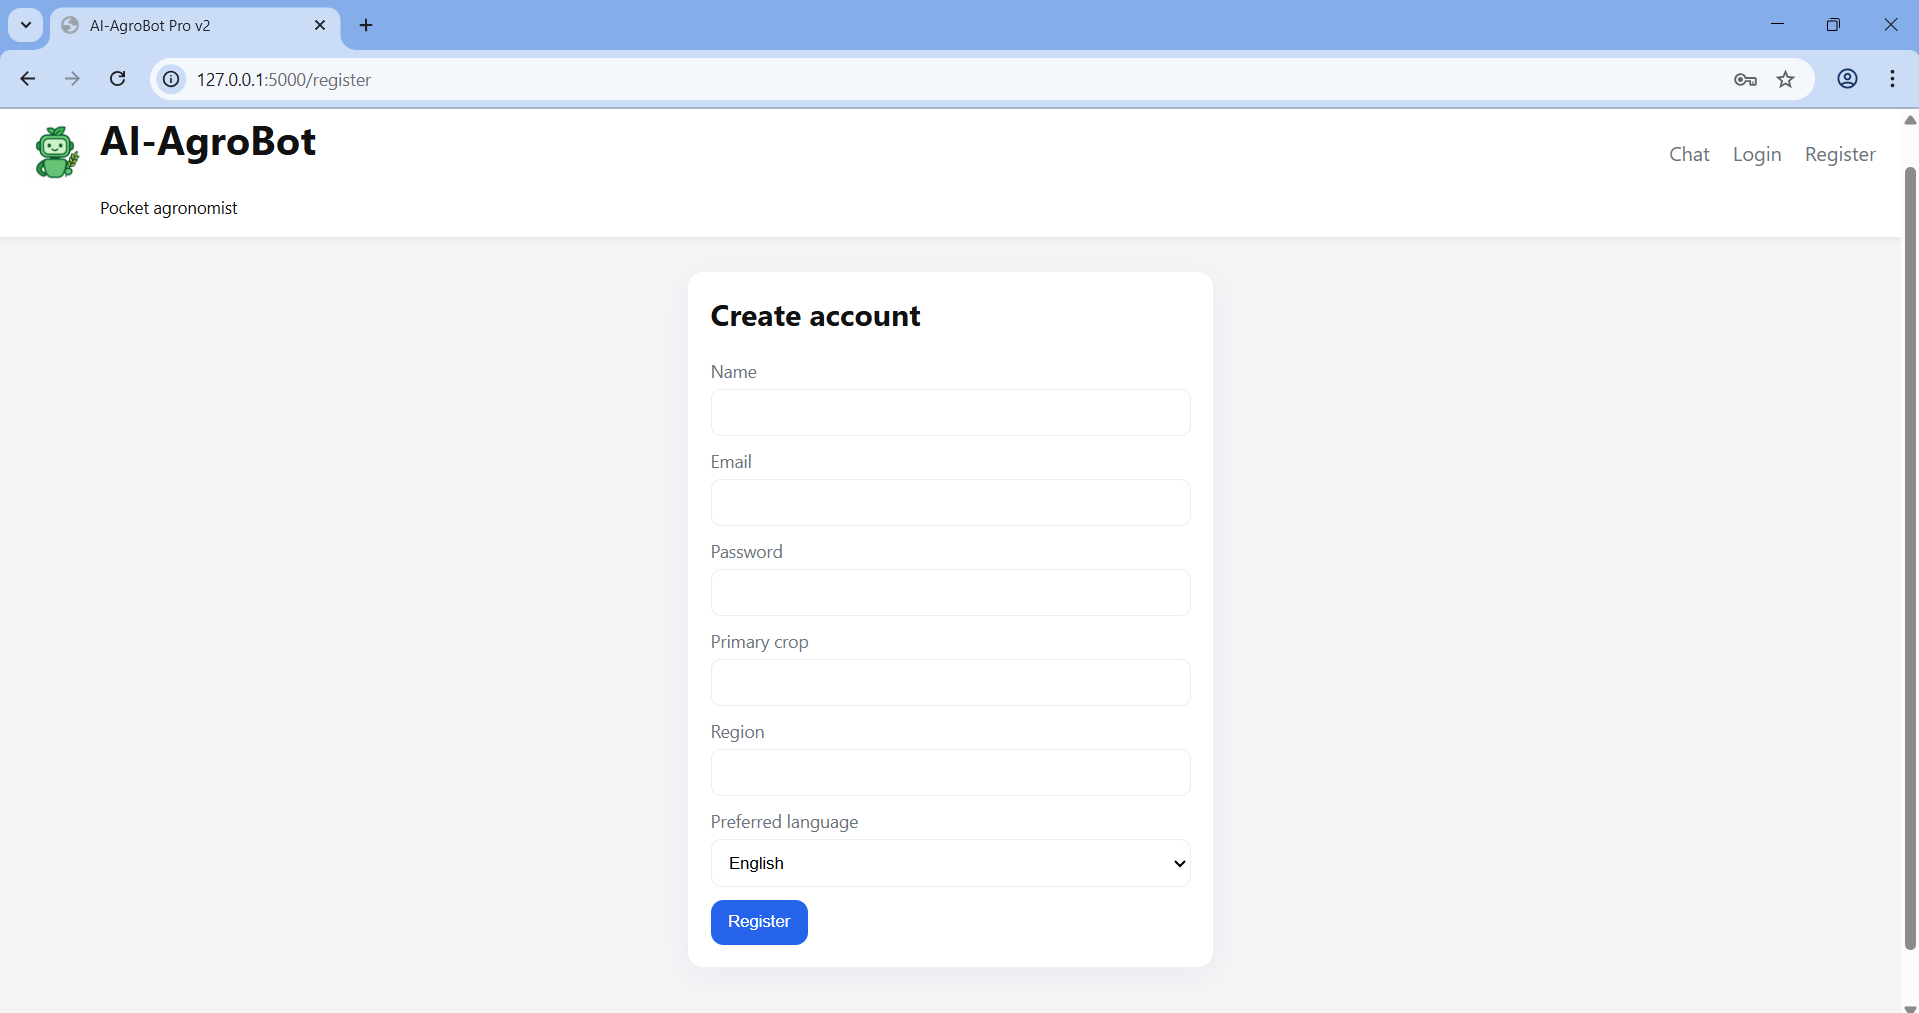 AI-AgroBot Pro v2
127.0.0.1:5000/register
AI-AgroBot
Chat Login Register
Pocket agronomist
Create account
Name
Email
Password
Primary crop
Region
Preferred language
English
Register